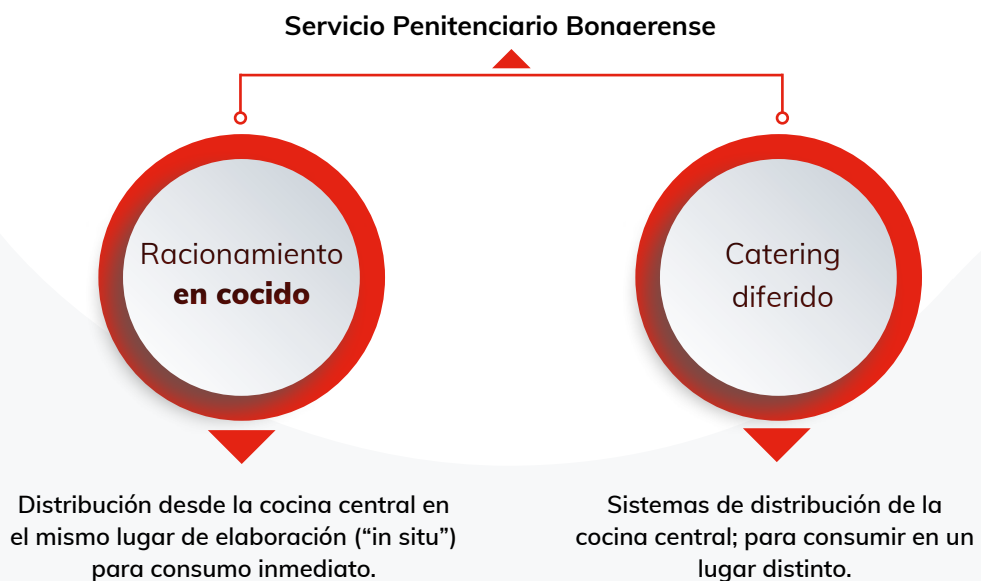 Servicio Penitenciario Bonaerense
Racionamiento
en cocido
Distribución desde la cocina central en
el mismo lugar de elaboración (“in situ”)
para consumo inmediato.
Catering
diferido
Sistemas de distribución de la
cocina central; para consumir en un
lugar distinto.